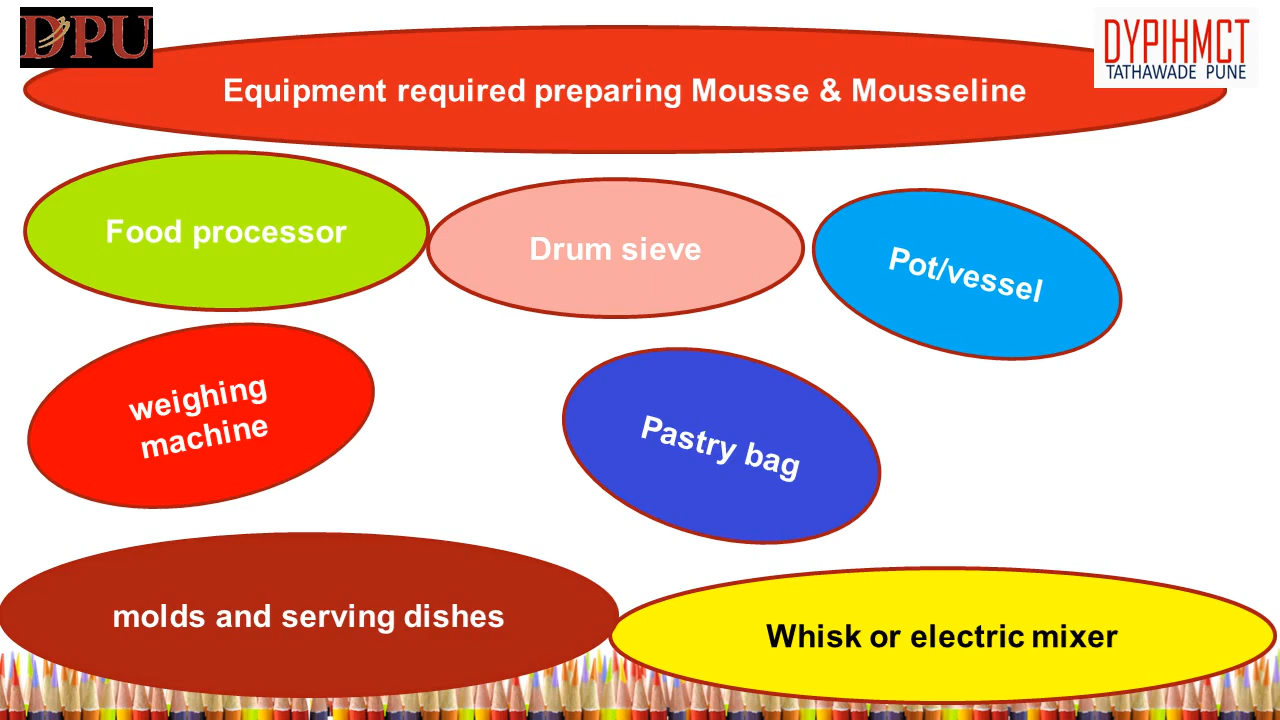 DPU
DYPIHMCT
TATHAWADE PUNE
Equipment required preparing Mousse & Mousseline
Food processor
Drum sieve
Pot/vessel
weighing
machine
Pastry bag
molds and serving dishes
Whisk or electric mixer